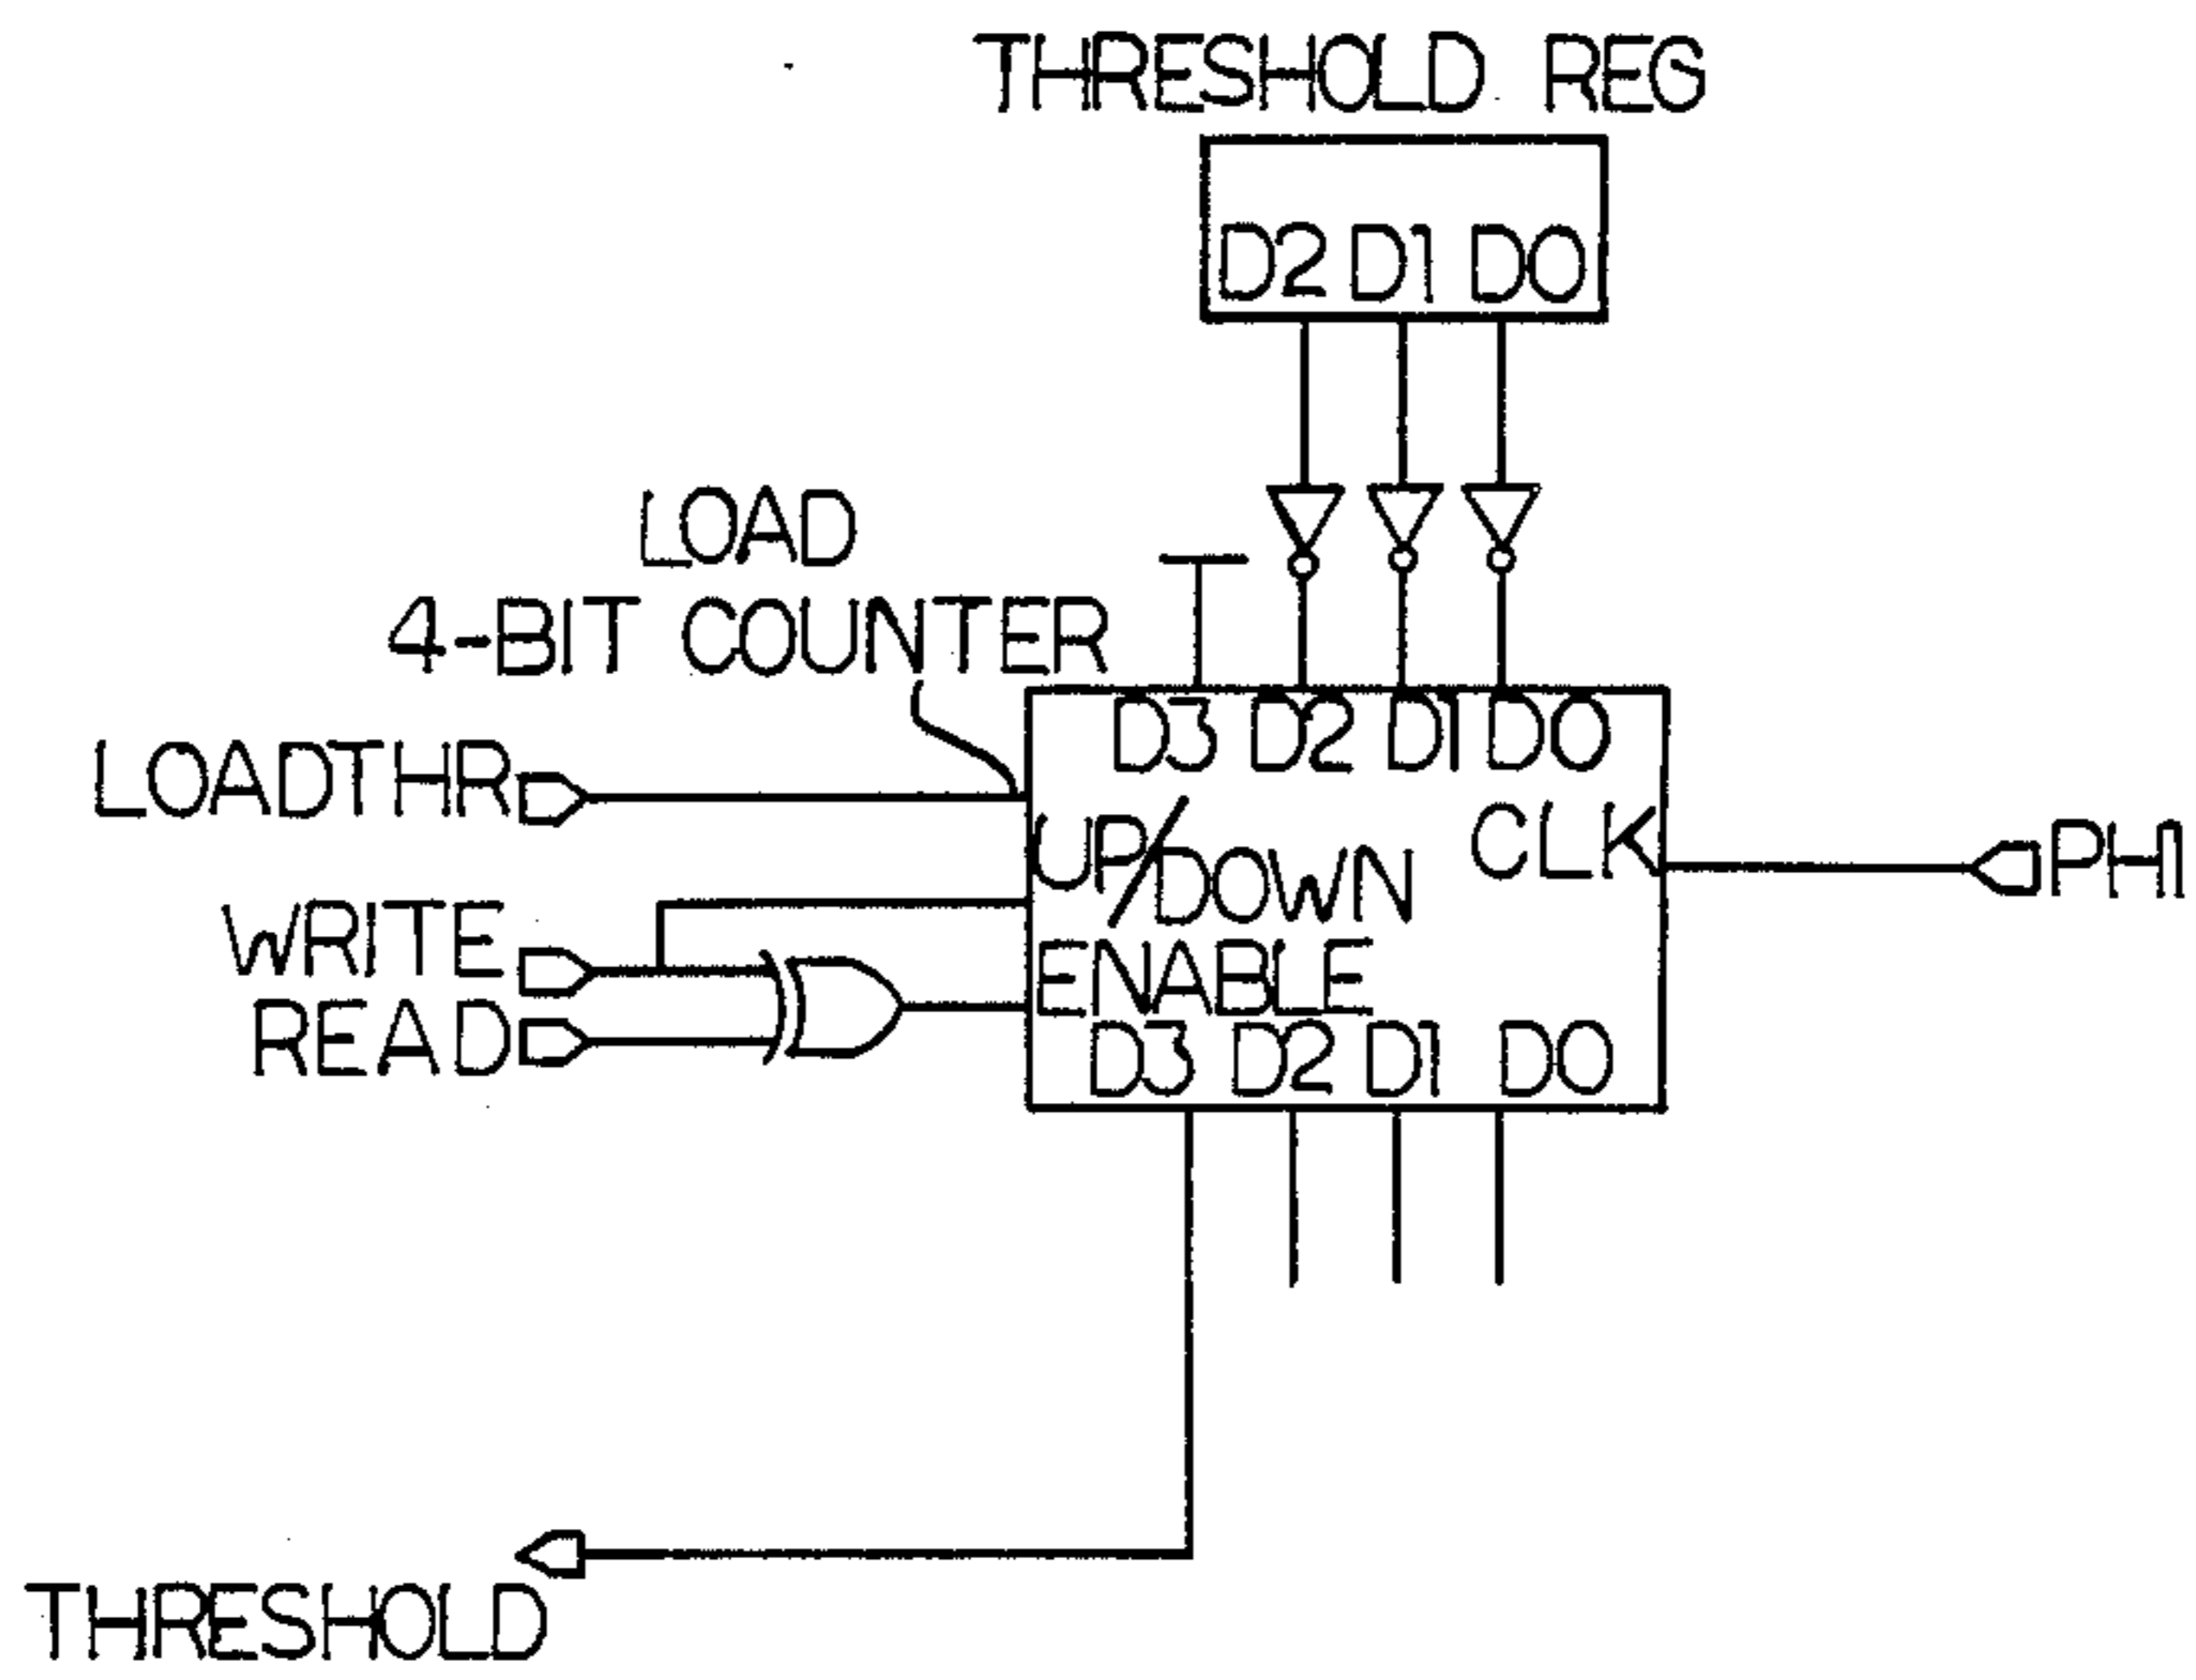 THRESHOLD REG
D2 D1 D0
LOAD
4-BIT COUNTER
D3 D2 D1 D0
LOADTHR
UP/DOWN
CLK
PH1
WRITE
ENABLE
READ
D3 D2 D1 D0
THRESHOLD